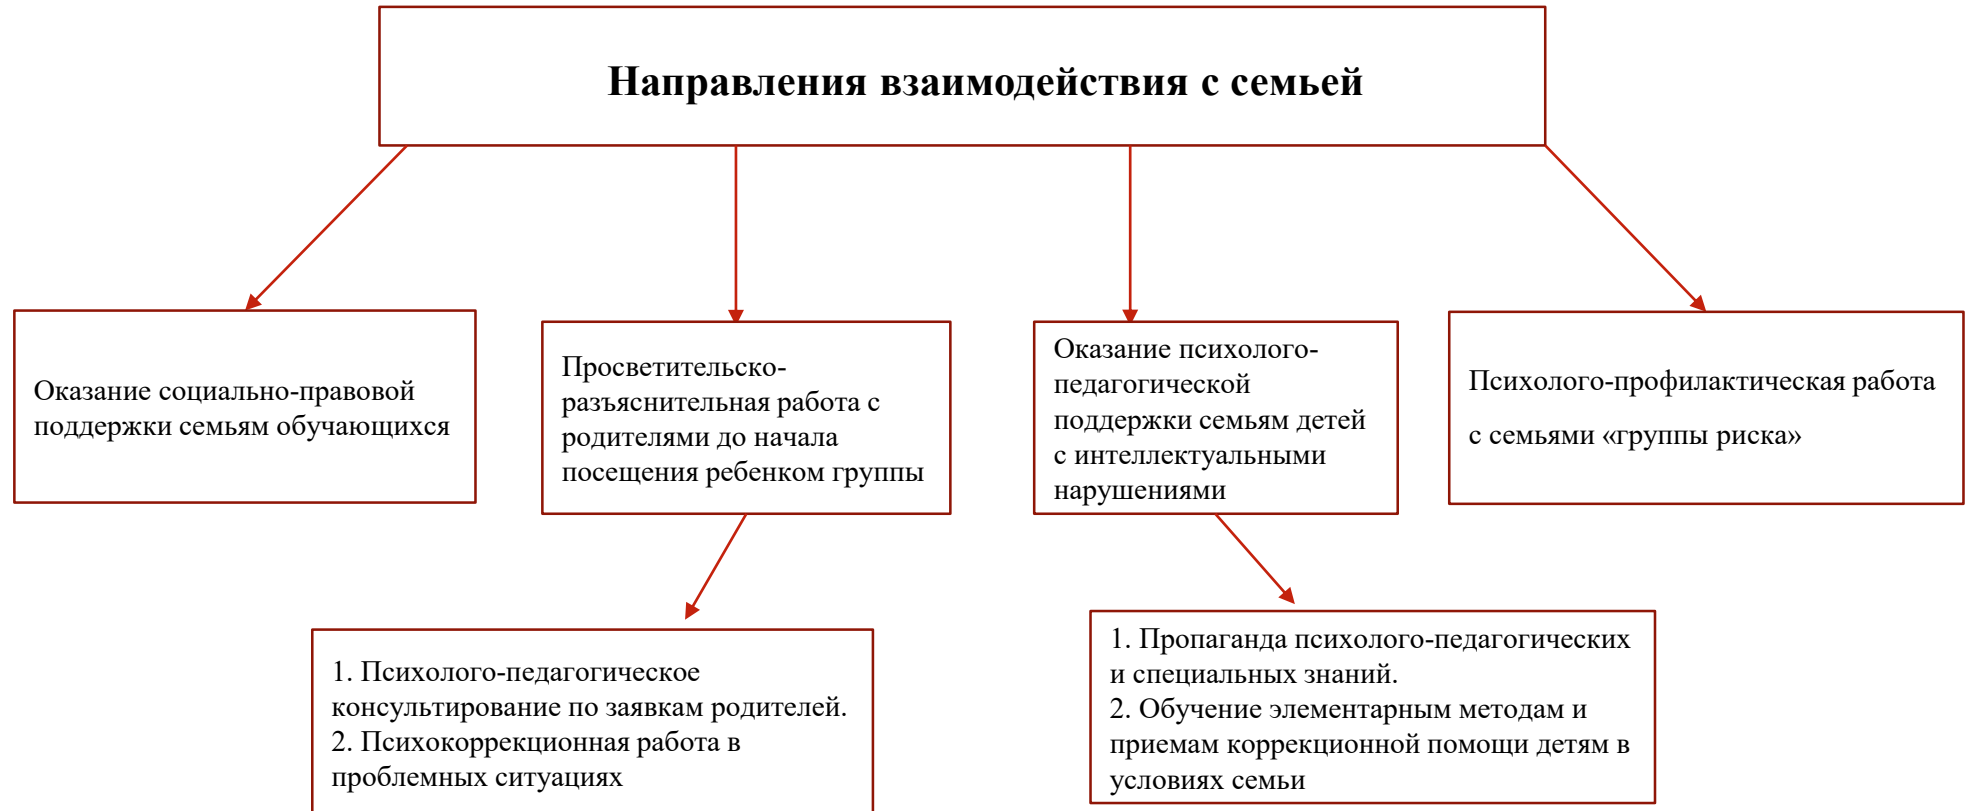 Направления взаимодействия с семьей
Оказание социально-правовой
поддержки семьям обучающихся
Просветительско-
разъяснительная работа с
родителями до начала
посещения ребенком группы
Оказание психолого-
педагогической
поддержки семьям детей
с интеллектуальными
нарушениями
Психолого-профилактическая работа
с семьями «группы риска»
1. Психолого-педагогическое
консультирование по заявкам родителей.
2. Психокоррекционная работа в
проблемных ситуациях
1. Пропаганда психолого-педагогических
и специальных знаний.
2. Обучение элементарным методам и
приемам коррекционной помощи детям в
условиях семьи